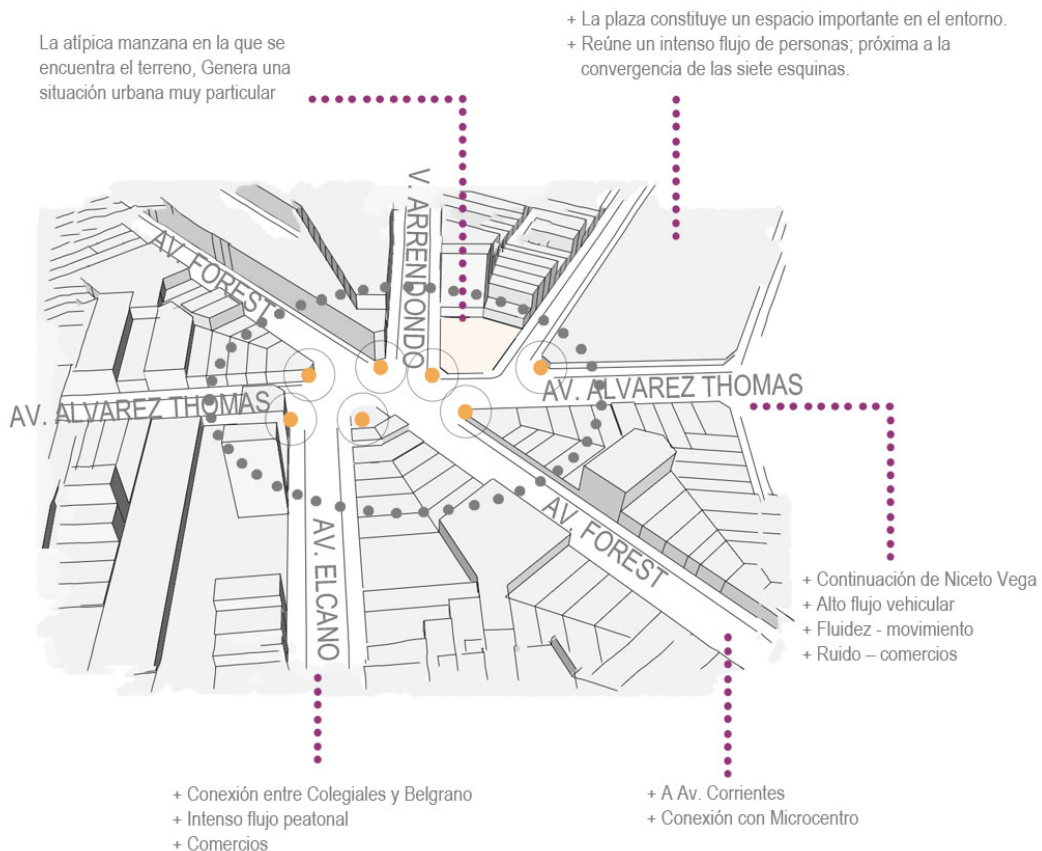 La atípica manzana en la que se
encuentra el terreno, Genera una
situación urbana muy particular
+ La plaza constituye un espacio importante en el entorno.
+ Reúne un intenso flujo de personas; próxima a la
convergencia de las siete esquinas.
V. ARRENDONDO
AV. FOREST
AV. ALVAREZ THOMAS
AV. ALVAREZ THOMAS
AV. ELCANO
AV. FOREST
+ Continuación de Niceto Vega
+ Alto flujo vehicular
+ Fluidez - movimiento
+ Ruido – comercios
+ Conexión entre Colegiales y Belgrano
+ Intenso flujo peatonal
+ Comercios
+ A Av. Corrientes
+ Conexión con Microcentro